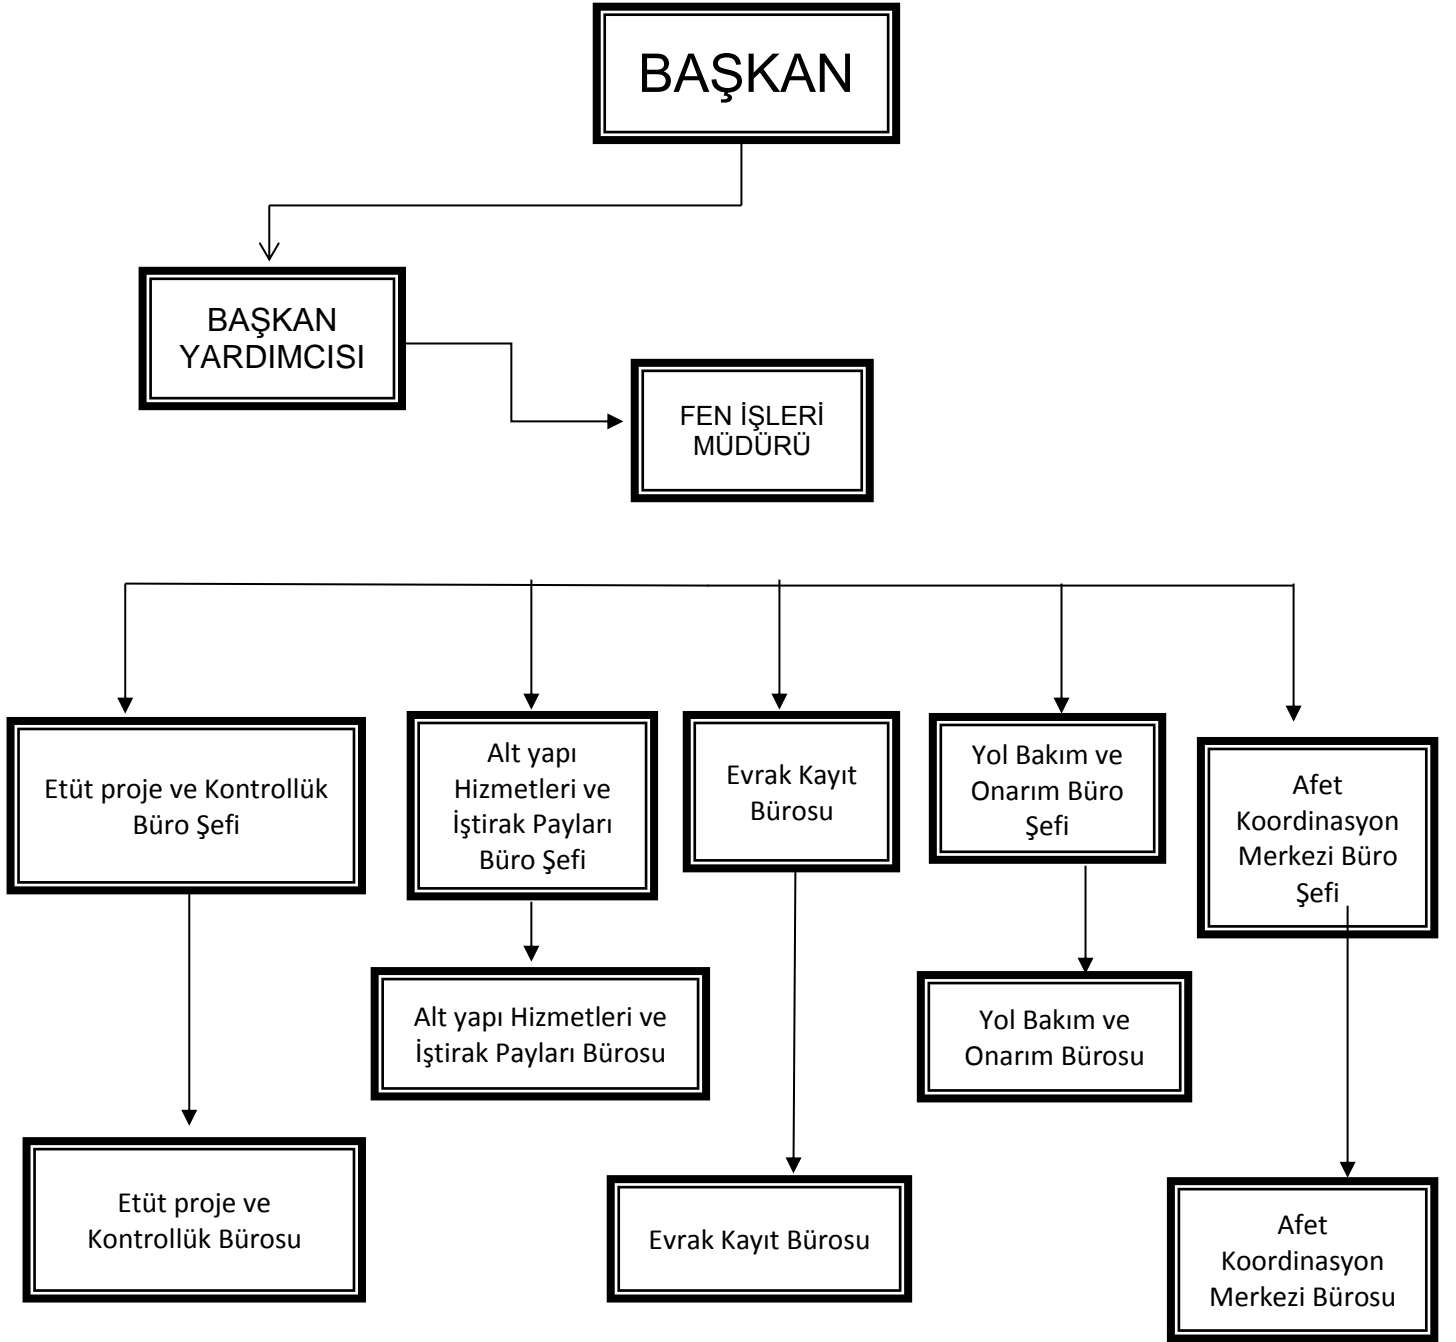 BAŞKAN
BAŞKAN
YARDIMCISI
FEN İŞLERİ
MÜDÜRÜ
Etüt proje ve Kontrollük
Büro Şefi
Alt yapı
Hizmetleri ve
İştirak Payları
Büro Şefi
Evrak Kayıt
Bürosu
Yol Bakım ve
Onarım Büro
Şefi
Afet
Koordinasyon
Merkezi Büro
Şefi
Alt yapı Hizmetleri ve
İştirak Payları Bürosu
Yol Bakım ve
Onarım Bürosu
Etüt proje ve
Kontrollük Bürosu
Evrak Kayıt Bürosu
Afet
Koordinasyon
Merkezi Bürosu